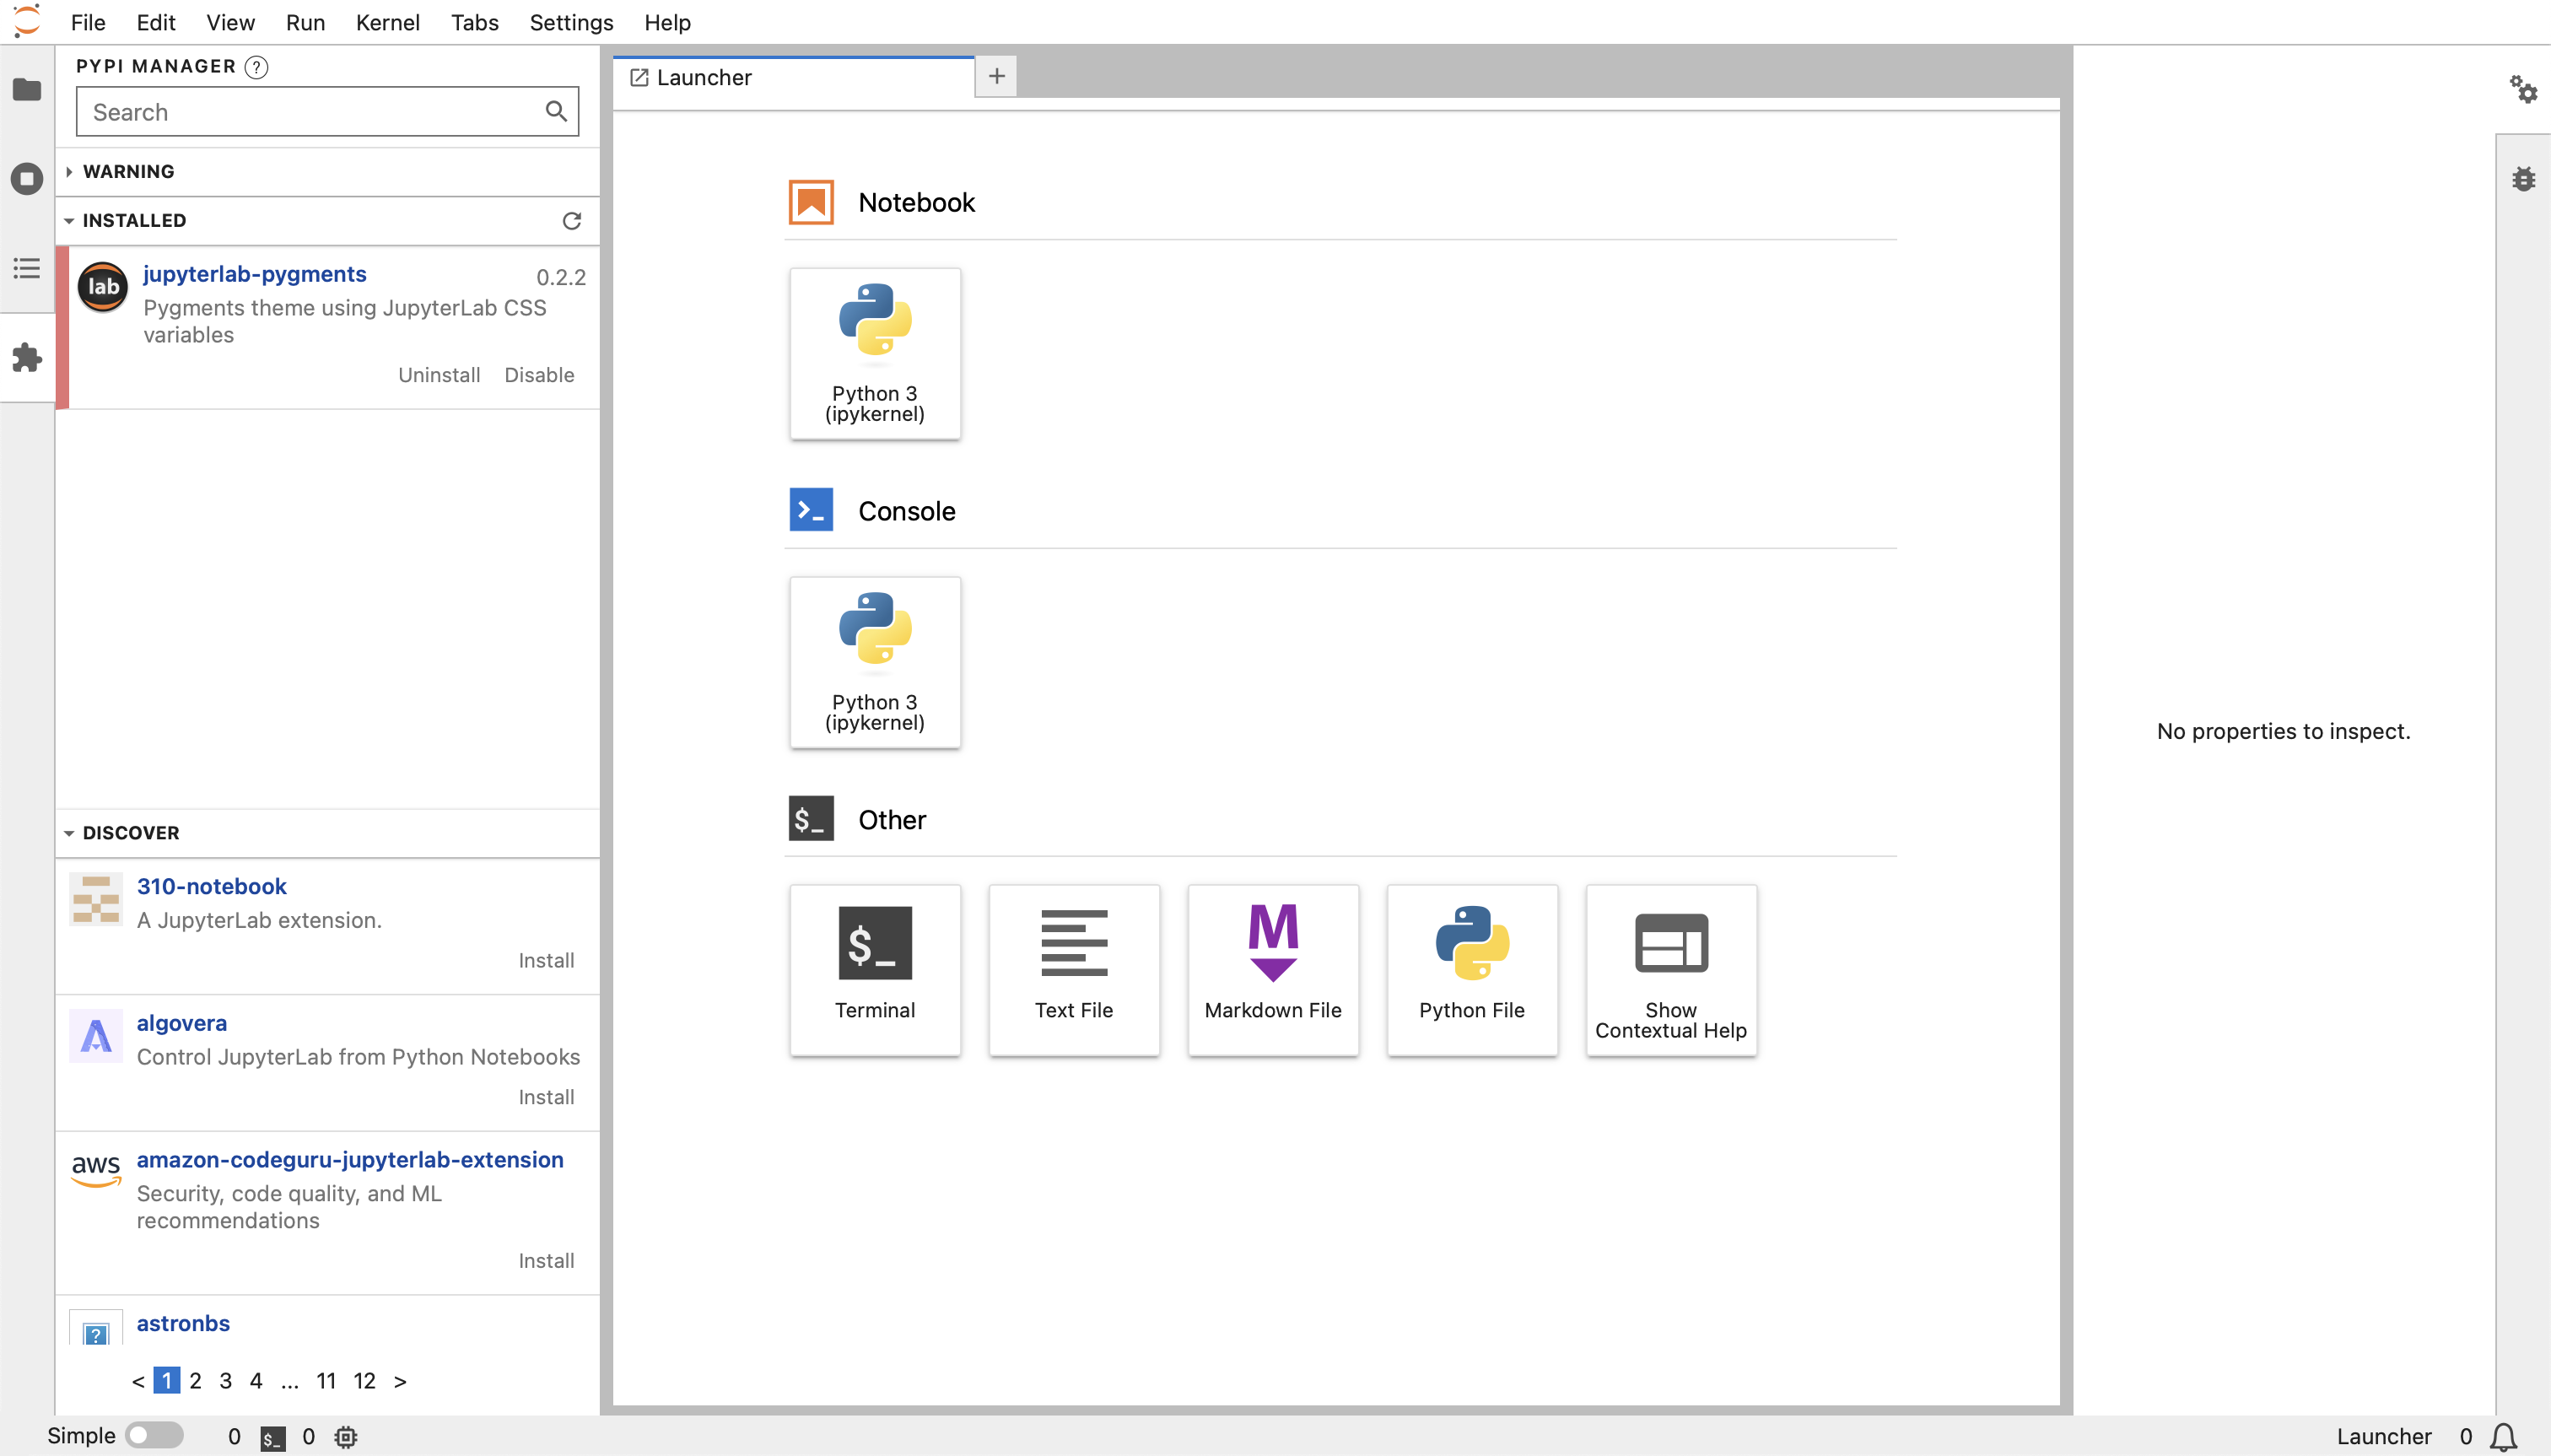 File Edit View Run Kernel Tabs Settings Help
PYPI MANAGER ?
Search
WARNING
INSTALLED
lab
jupyterlab-pygments
0.2.2
Pygments theme using JupyterLab CSS
variables
Uninstall Disable
DISCOVER
310-notebook
A JupyterLab extension.
Install
algovera
Control JupyterLab from Python Notebooks
Install
aws
amazon-codeguru-jupyterlab-extension
Security, code quality, and ML
recommendations
Install
?
astronbs
< 1 2 3 4 ... 11 12 >
Launcher +
Notebook
Python 3
(ipykernel)
>_
Console
Python 3
(ipykernel)
$_
Other
$_
Terminal
Text File
M
Markdown File
Python File
Show
Contextual Help
No properties to inspect.
Simple 0 $_ 0
Launcher 0